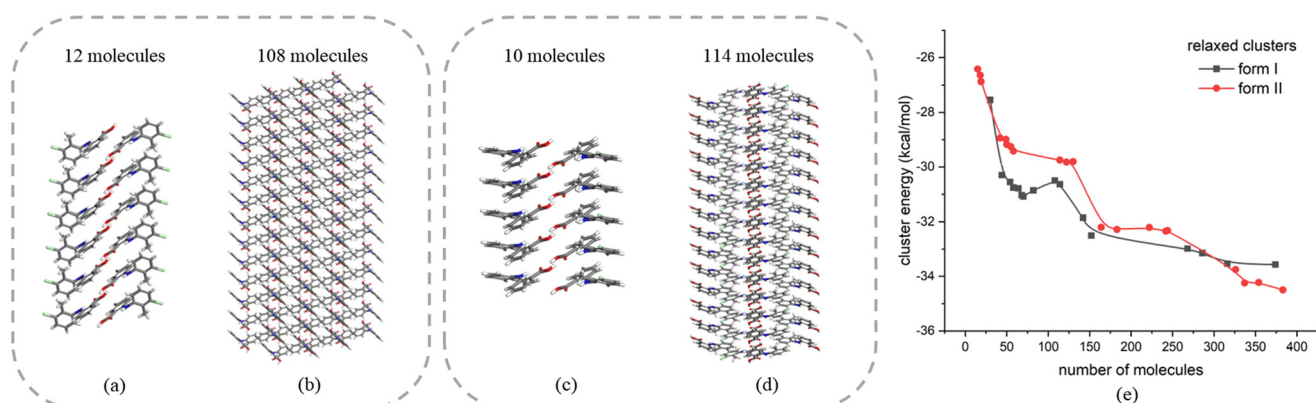 12 molecules
108 molecules
(a)
(b)
10 molecules
114 molecules
(c)
(d)
relaxed clusters
form I
form II
cluster energy (kcal/mol)
-26
-28
-30
-32
-34
-36
0 50 100 150 200 250 300 350 400
number of molecules
(e)